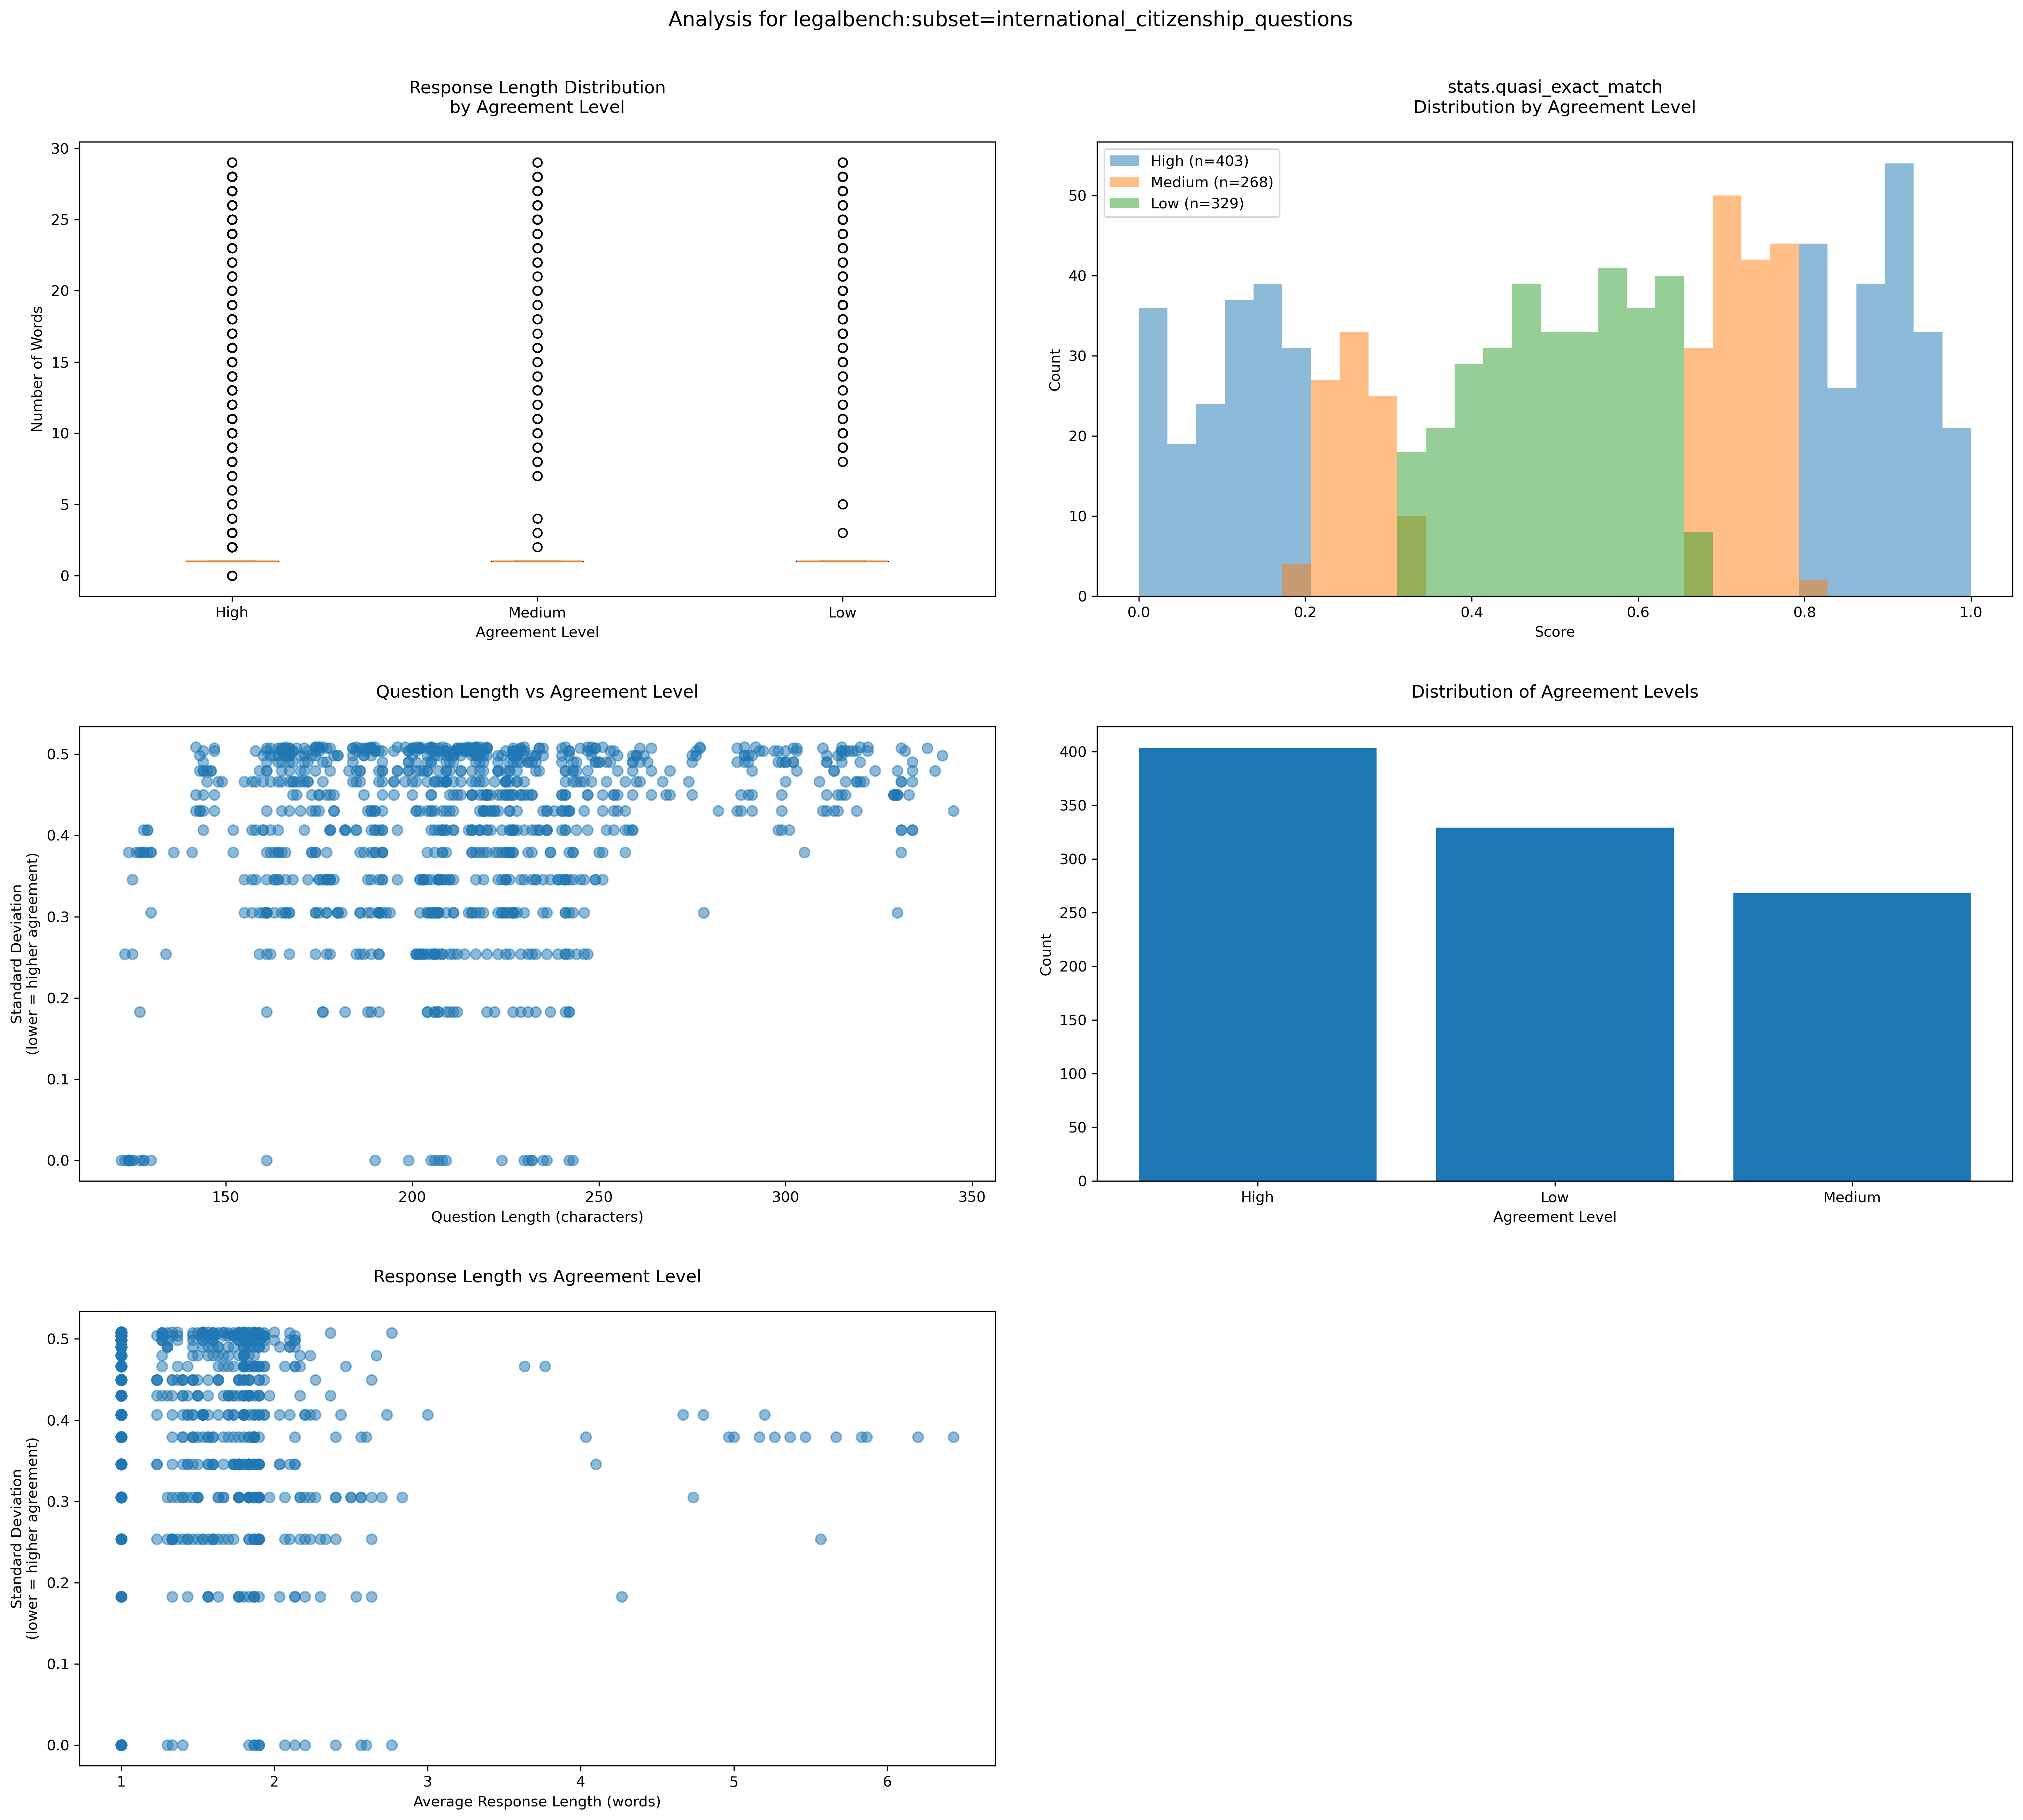 Analysis for legalbench:subset=international_citizenship_questions
Response Length Distribution
by Agreement Level
Number of Words
30
25
20
15
10
5
0
High
Medium
Low
Agreement Level
stats.quasi_exact_match
Distribution by Agreement Level
High (n=403)
Medium (n=268)
Low (n=329)
Count
50
40
30
20
10
0
0.0
0.2
0.4
0.6
0.8
1.0
Score
Question Length vs Agreement Level
Standard Deviation
(lower = higher agreement)
0.5
0.4
0.3
0.2
0.1
0.0
150
200
250
300
350
Question Length (characters)
Distribution of Agreement Levels
Count
400
350
300
250
200
150
100
50
0
High
Low
Medium
Agreement Level
Response Length vs Agreement Level
Standard Deviation
(lower = higher agreement)
0.5
0.4
0.3
0.2
0.1
0.0
1
2
3
4
5
6
Average Response Length (words)